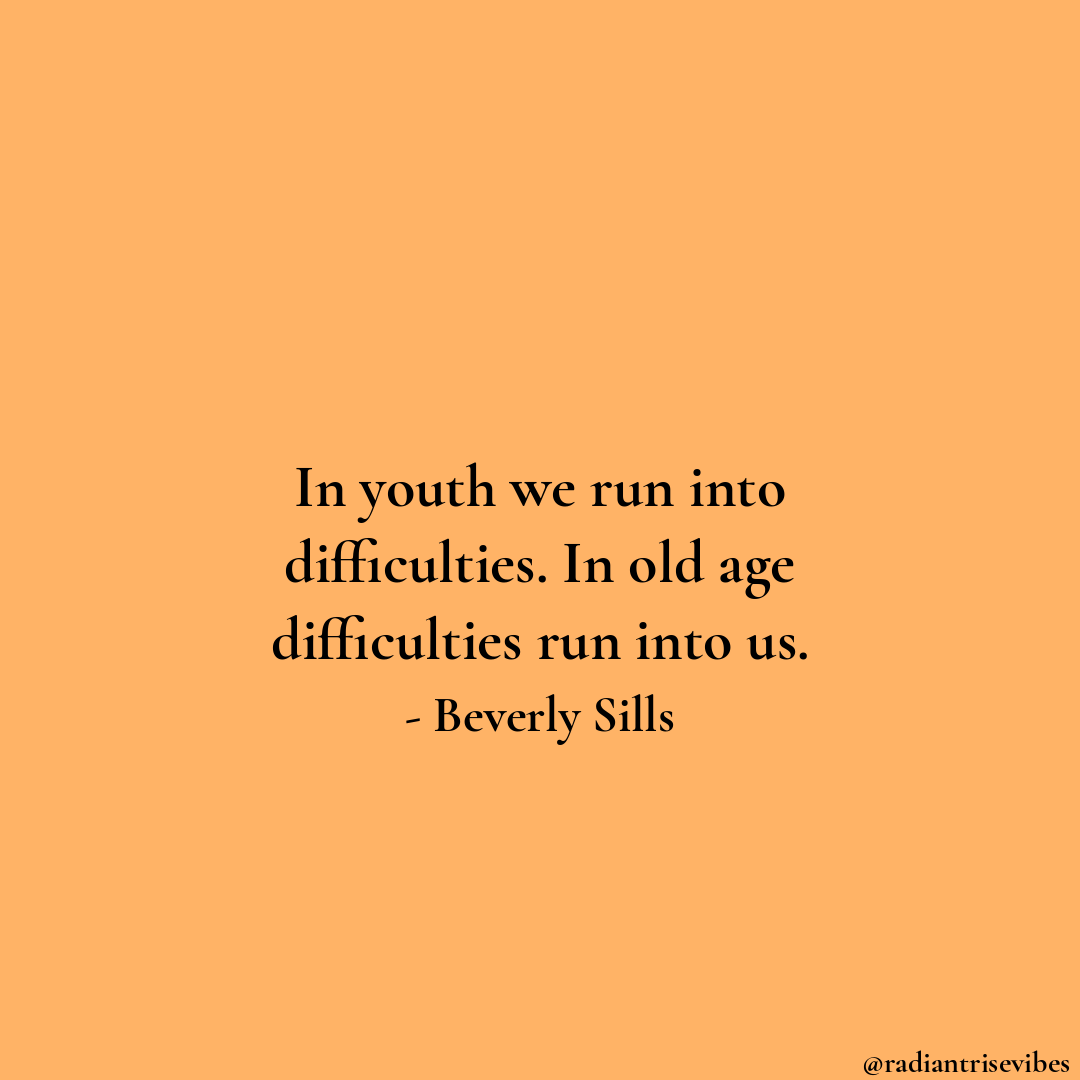 In youth we run into
difficulties. In old age
difficulties run into us.
- Beverly Sills
@radiantrisevibes